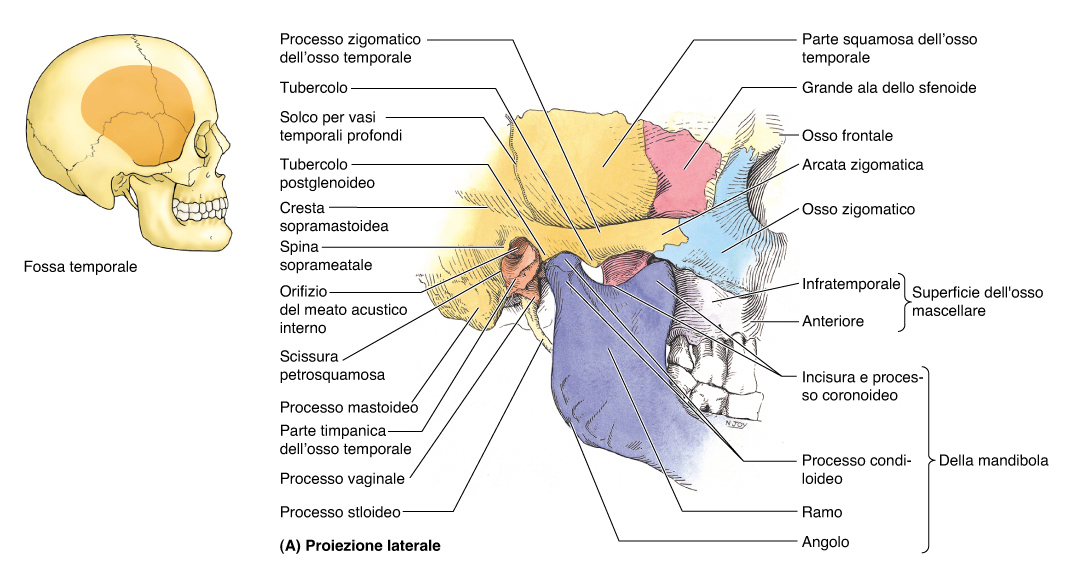 Fossa temporale
Processo zigomatico
dell'osso temporale
Tubercolo
Solco per vasi
temporali profondi
Tubercolo
postglenoideo
Cresta
sopramastoidea
Spina
soprameatale
Orifizio
del meato acustico
interno
Scissura
petrosquamosa
Processo mastoideo
Parte timpanica
dell'osso temporale
Processo vaginale
Processo stloideo
(A) Proiezione laterale
Parte squamosa dell'osso
temporale
Grande ala dello sfenoide
Osso frontale
Arcata zigomatica
Osso zigomatico
Infratemporale
Anteriore
Superficie dell'osso
mascellare
Incisura e proces-
so coronoideo
Processo condi-
loideo
Ramo
Angolo
Della mandibola
N JOY